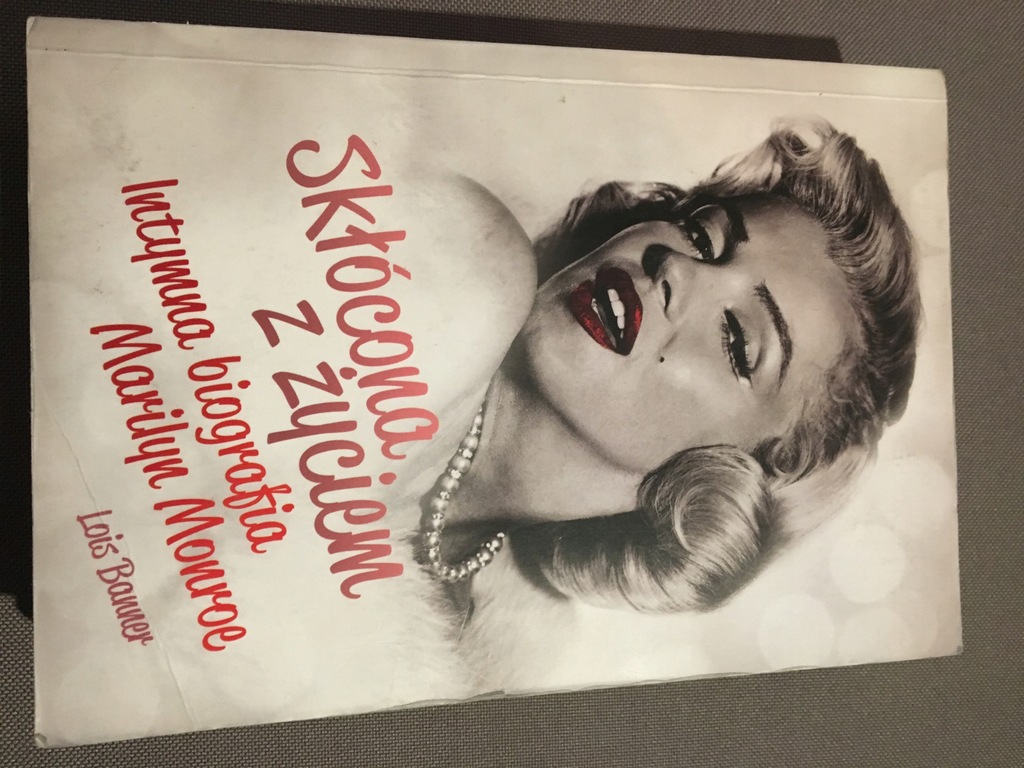 Skłócona
z życiem
Intymna biografia
Marilyn Monroe
Lois Banner